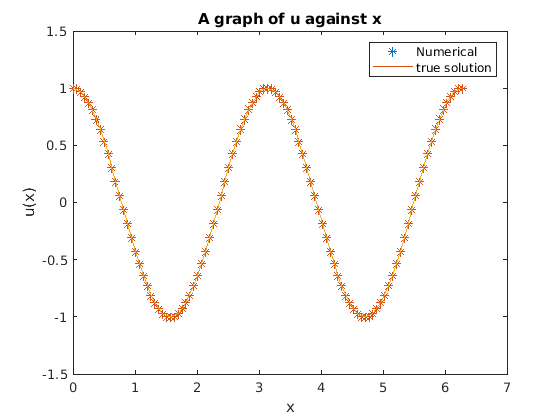 A graph of u against x
1.5
Numerical
true solution
1
0.5
0
-0.5
-1
-1.5
u(x)
0 1 2 3 4 5 6 7
x